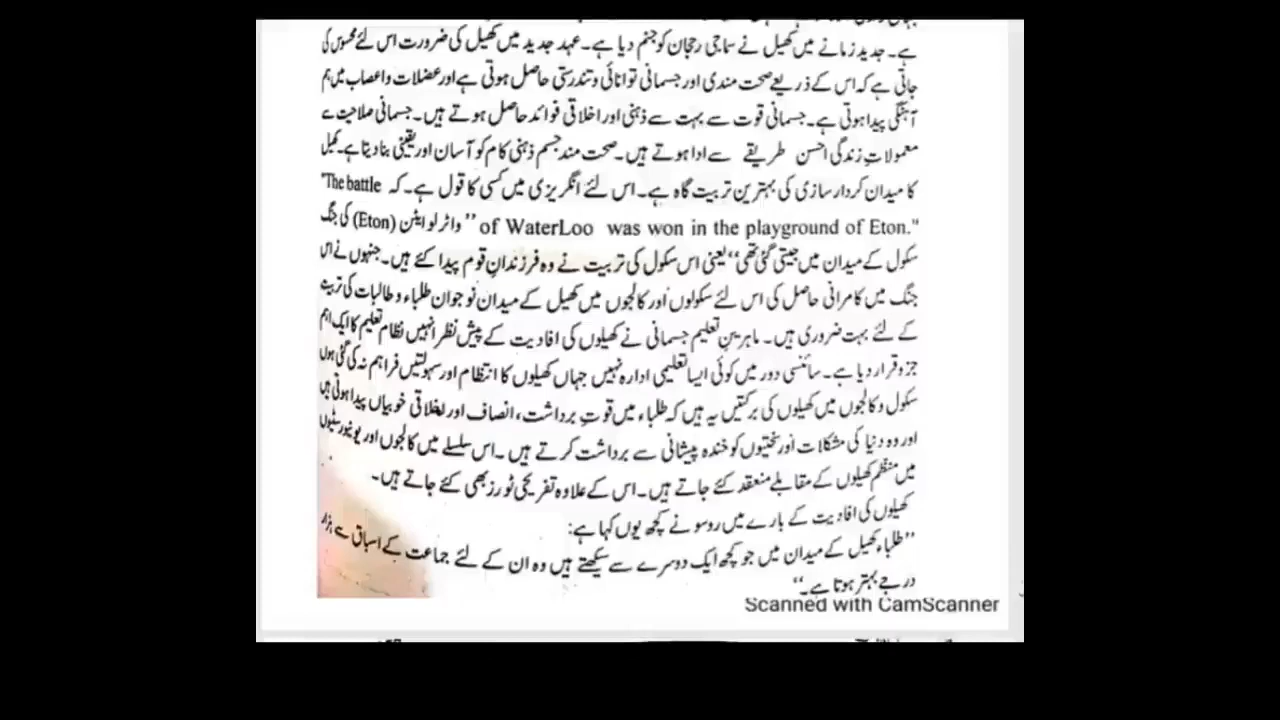 ہے۔ جدید زمانے میں کھیل نے سماجی رجحان کو جنم دیا ہے۔ عہد جدید میں کھیل کی ضرورت اس لئے محسوس کی
جاتی ہے کہ اس کے ذریعے صحت مندی اور جسمانی توانائی و تندرستی حاصل ہوتی ہے اور عضلات و اعصاب میں ہم
آہنگی پیدا ہوتی ہے۔ جسمانی قوت سے بہت سے ذہنی اور اخلاقی فوائد حاصل ہوتے ہیں۔ جسمانی صلاحیت سے
معمولاتِ زندگی احسن طریقے سے ادا ہوتے ہیں۔ صحت مند جسم ذہنی کام کو آسان اور یقینی بنا دیتا ہے۔ کھیل
کا میدان کردار سازی کی بہترین تربیت گاہ ہے۔ اس لئے انگریزی میں کسی کا قول ہے۔ کہ "The battle
of WaterLoo was won in the playground of Eton." ’’واٹر لو ایٹن (Eton) کی جنگ
سکول کے میدان میں جیتی گئی تھی‘‘ یعنی اس سکول کی تربیت نے وہ فرزندانِ قوم پیدا کئے ہیں۔ جنہوں نے اس
جنگ میں کامرانی حاصل کی اس لئے سکولوں اور کالجوں میں کھیل کے میدان نوجوان طلباء و طالبات کی تربیت
کے لئے بہت ضروری ہیں۔ ماہرینِ تعلیم جسمانی نے کھیلوں کی افادیت کے پیش نظر انہیں نظام تعلیم کا ایک اہم
جزو قرار دیا ہے۔ سائنسی دور میں کوئی ایسا تعلیمی ادارہ نہیں جہاں کھیلوں کا انتظام اور سہولتیں فراہم نہ کی گئی ہوں
سکول و کالجوں میں کھیلوں کی برکتیں یہ ہیں کہ طلباء میں قوتِ برداشت، انصاف اور اخلاقی خوبیاں پیدا ہوتی ہیں
اور وہ دنیا کی مشکلات اور سختیوں کو خندہ پیشانی سے برداشت کرتے ہیں۔ اس سلسلے میں کالجوں اور یونیورسٹیوں
میں منظم کھیلوں کے مقابلے منعقد کئے جاتے ہیں۔ اس کے علاوہ تفریحی ٹورز بھی کئے جاتے ہیں۔
کھیلوں کی افادیت کے بارے میں روسو نے کچھ یوں کہا ہے:
’’طلباء کھیل کے میدان میں جو کچھ ایک دوسرے سے سیکھتے ہیں وہ ان کے لئے جماعت کے اسباق سے ہزار
درجے بہتر ہوتا ہے۔‘‘
Scanned with CamScanner